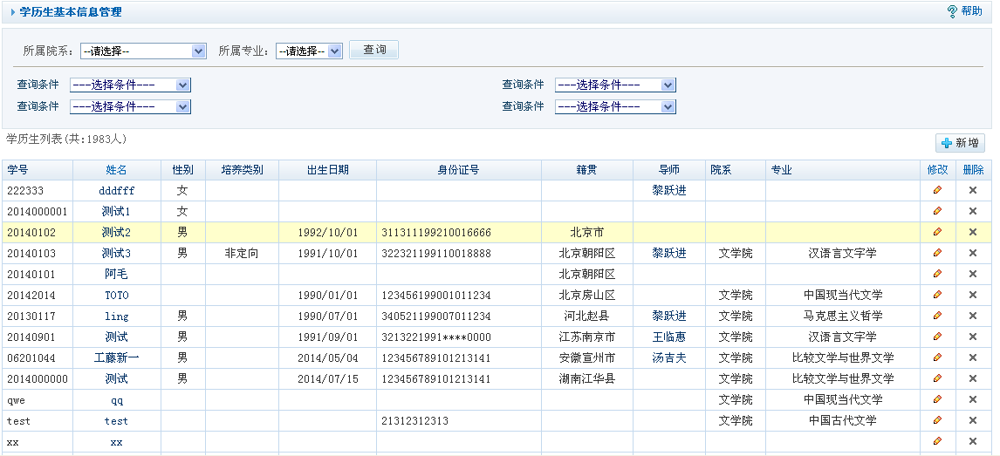 学历生基本信息管理 帮助
所属院系： --请选择-- 所属专业： --请选择-- 查询
查询条件 ---选择条件--- 查询条件 ---选择条件---
查询条件 ---选择条件--- 查询条件 ---选择条件---
学历生列表(共:1983人) 新增
学号 姓名 性别 培养类别 出生日期 身份证号 籍贯 导师 院系 专业 修改 删除
222333 dddfff 女 黎跃进
2014000001 测试1 女
20140102 测试2 男 1992/10/01 311311199210016666 北京市
20140103 测试3 男 非定向 1991/10/01 322321199110018888 北京朝阳区 黎跃进 文学院 汉语言文字学
20140101 阿毛 北京朝阳区
20142014 TOTO 1990/01/01 123456199001011234 北京房山区 文学院 中国现当代文学
20130117 ling 男 1990/07/01 340521199007011234 河北赵县 黎跃进 文学院 马克思主义哲学
20140901 测试 男 1991/09/01 3213221991****0000 江苏南京市 王临惠 文学院 汉语言文字学
06201044 工藤新一 男 2014/05/04 123456789101213141 安徽宣州市 汤吉夫 文学院 比较文学与世界文学
2014000000 测试 男 2014/07/15 123456789101213141 湖南江华县 文学院 比较文学与世界文学
qwe qq 文学院 中国现当代文学
test test 21312312313 文学院 中国古代文学
xx xx